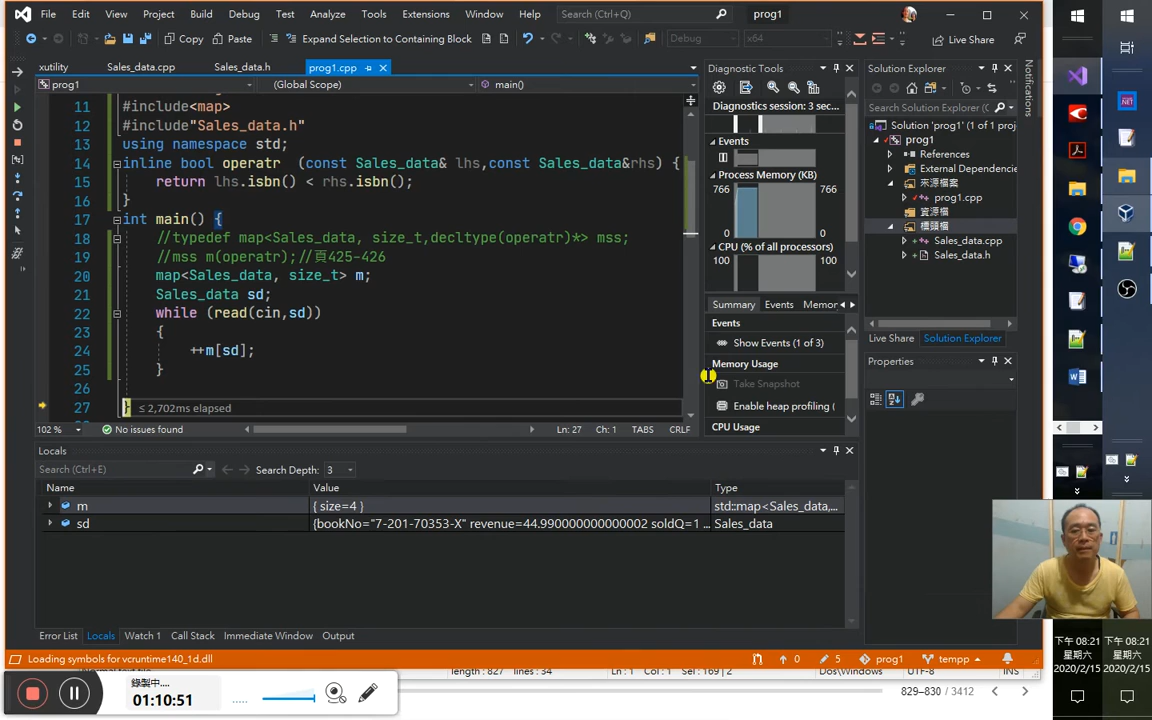 File Edit View Project Build Debug Test Analyze Tools Extensions Window Help Search (Ctrl+Q) prog1
Copy Paste Expand Selection to Containing Block Debug x64 Live Share
xutility Sales_data.cpp Sales_data.h prog1.cpp
prog1 (Global Scope) main()
11 #include<map>
12 #include"Sales_data.h"
13 using namespace std;
14 inline bool operatr (const Sales_data& lhs,const Sales_data&rhs) {
15 return lhs.isbn() < rhs.isbn();
16 }
17 int main() {
18 //typedef map<Sales_data, size_t,decltype(operatr)*> mss;
19 //mss m(operatr);//頁425-426
20 map<Sales_data, size_t> m;
21 Sales_data sd;
22 while (read(cin,sd))
23 {
24 ++m[sd];
25 }
26
27 } ≤ 2,702ms elapsed
102 % No issues found Ln: 27 Ch: 1 TABS CRLF
Diagnostic Tools
Diagnostics session: 3 sec...
Events
Process Memory (KB)
766 766
0 0
CPU (% of all processors)
100 100
Summary Events Memor
Events
Show Events (1 of 3)
Memory Usage
Take Snapshot
Enable heap profiling (
CPU Usage
Solution Explorer
Search Solution Explorer (
Solution 'prog1' (1 of 1 proj
prog1
References
External Dependencie
來源檔案
prog1.cpp
資源檔
標頭檔
Sales_data.cpp
Sales_data.h
Live Share Solution Explorer
Properties
Notifications
Locals
Search (Ctrl+E) Search Depth: 3
Name Value Type
m { size=4 } std::map<Sales_data,...
sd {bookNo="7-201-70353-X" revenue=44.990000000000002 soldQ=1 ... Sales_data
Error List Locals Watch 1 Call Stack Immediate Window Output
Loading symbols for vcruntime140_1d.dll 0 5 prog1 tempp
length : 827 lines : 34 Ln : 1 Col : 1 Sel : 169 | 2 Dos\Windows UTF-8
錄製中...
01:10:51
829–830 / 3412
下午 08:21
星期六
2020/2/15
下午 08:21
星期六
2020/2/15